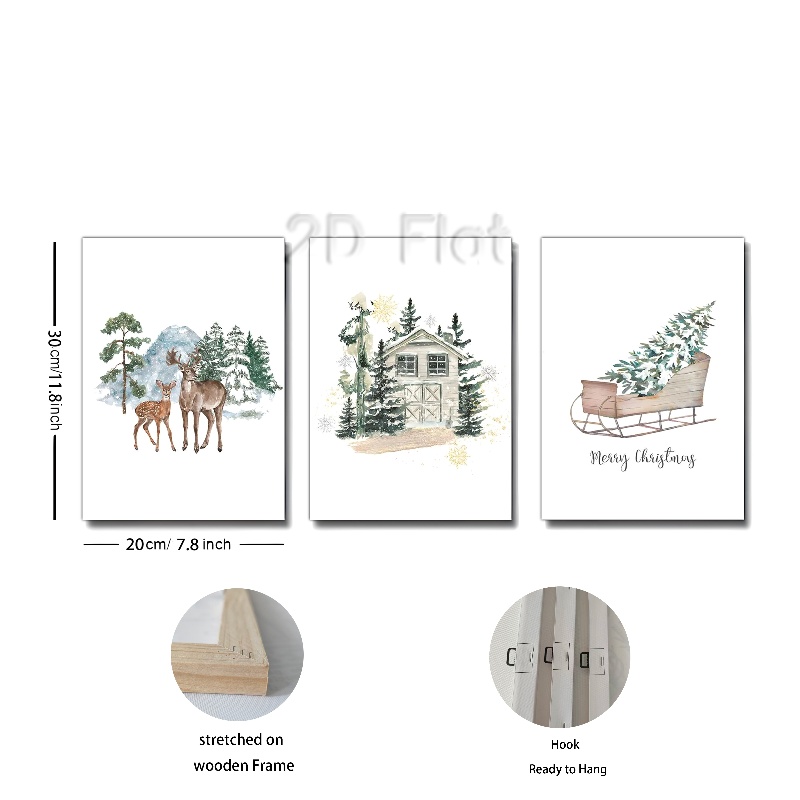 2D Flat
30cm/11.8inch
Merry Christmas
20cm/ 7.8 inch
stretched on
wooden Frame
Hook
Ready to Hang